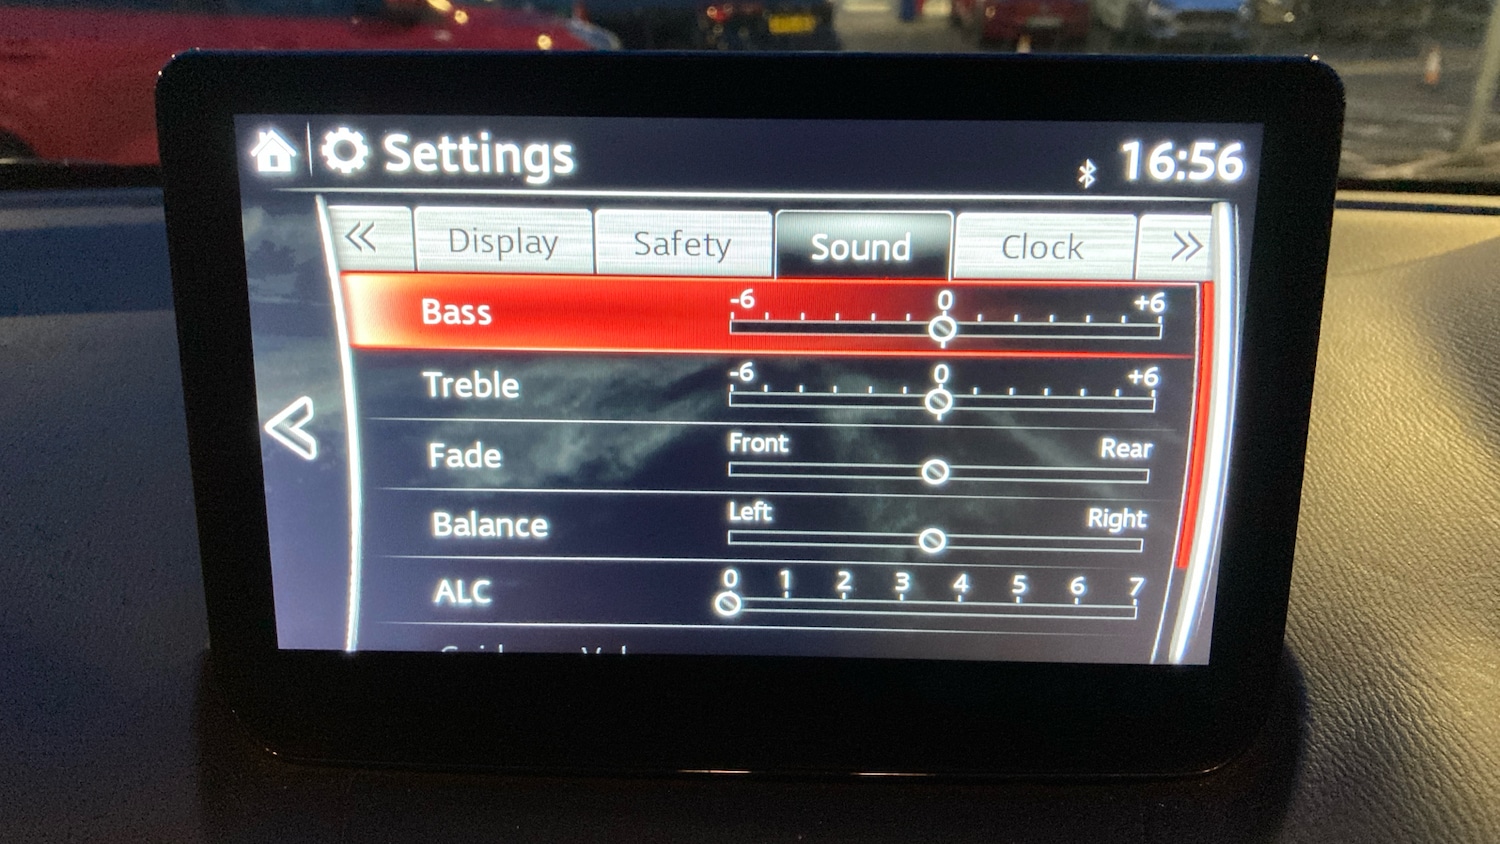 Settings 16:56
« Display Safety Sound Clock »
Bass -6 0 +6
Treble -6 0 +6
Fade Front Rear
Balance Left Right
ALC 0 1 2 3 4 5 6 7